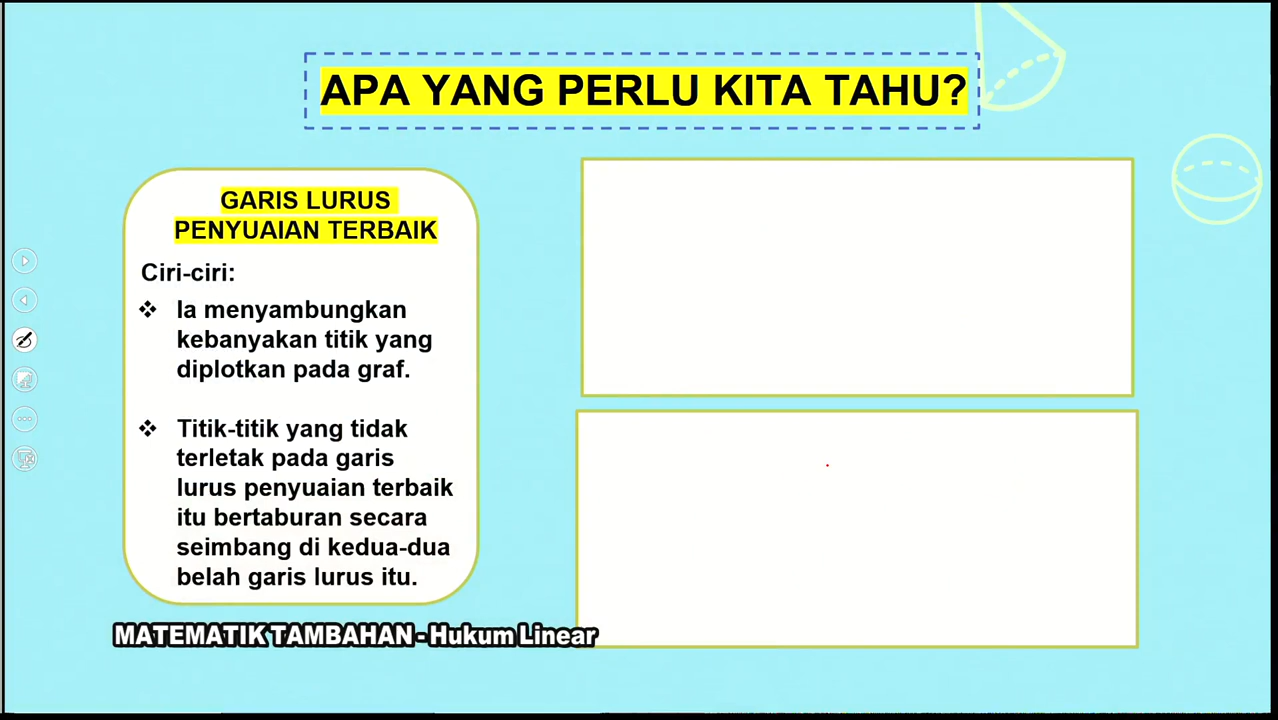 APA YANG PERLU KITA TAHU?
GARIS LURUS
PENYUAIAN TERBAIK
Ciri-ciri:
❖ Ia menyambungkan
kebanyakan titik yang
diplotkan pada graf.
❖ Titik-titik yang tidak
terletak pada garis
lurus penyuaian terbaik
itu bertaburan secara
seimbang di kedua-dua
belah garis lurus itu.
MATEMATIK TAMBAHAN - Hukum Linear